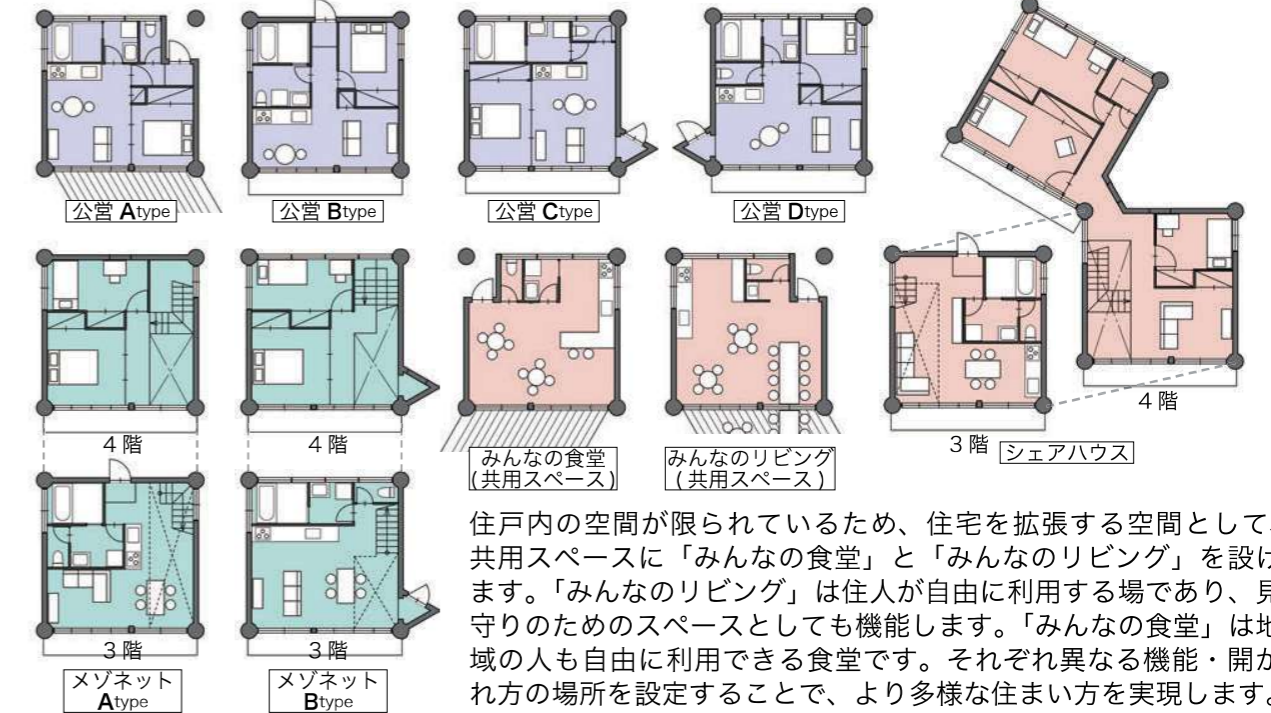 公営 Atype
公営 Btype
公営 Ctype
公営 Dtype
4 階
4 階
4 階
3 階
シェアハウス
みんなの食堂
(共用スペース)
みんなのリビング
( 共用スペース )
3 階
3 階
メゾネット
Atype
メゾネット
Btype
住戸内の空間が限られているため、住宅を拡張する空間として、
共用スペースに「みんなの食堂」と「みんなのリビング」を設け
ます。「みんなのリビング」は住人が自由に利用する場であり、見
守りのためのスペースとしても機能します。「みんなの食堂」は地
域の人も自由に利用できる食堂です。それぞれ異なる機能・開か
れ方の場所を設定することで、より多様な住まい方を実現します。